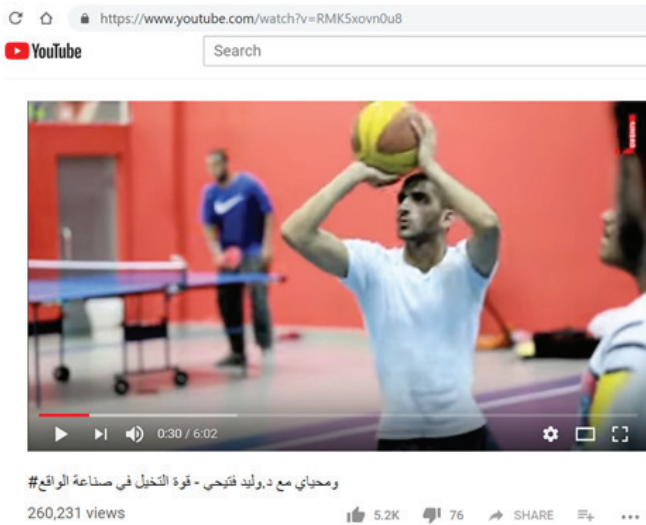 https://www.youtube.com/watch?v=RMK5xovn0u8
YouTube
Search
0:30 / 6:02
#ومحياي مع د.وليد فتيحي - قوة التخيل في صناعة الواقع
260,231 views
5.2K 76 SHARE